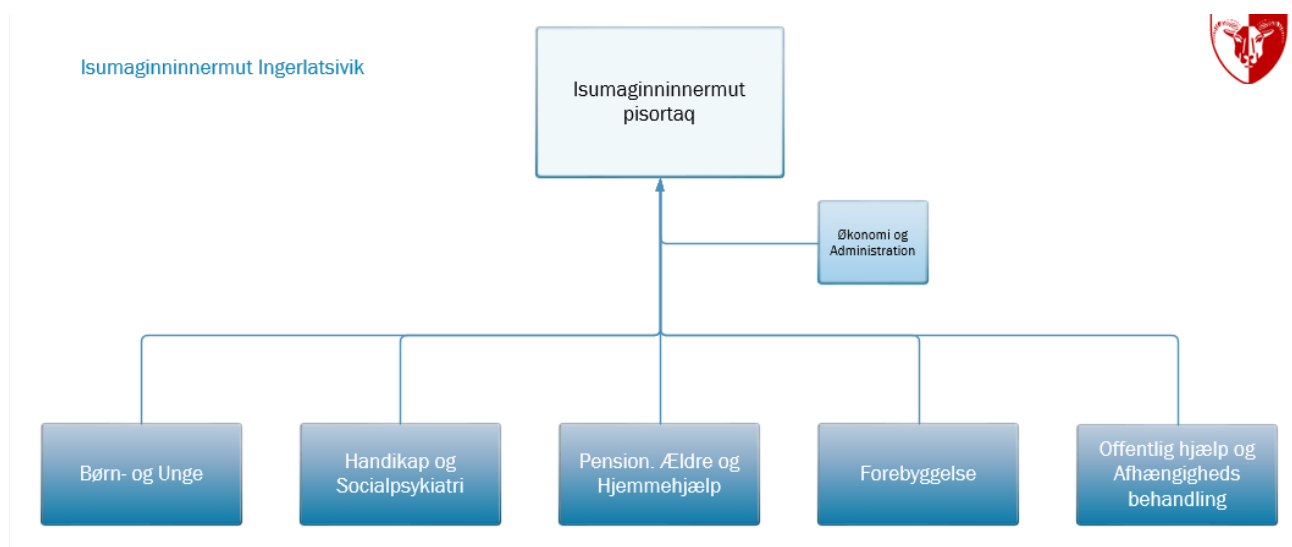 Isumaginninnermut Ingerlatsivik
Isumaginninnermut
pisortaq
Økonomi og
Administration
Børn- og Unge
Handikap og
Socialpsykiatri
Pension. Ældre og
Hjemmehjælp
Forebyggelse
Offentlig hjælp og
Afhængigheds
behandling